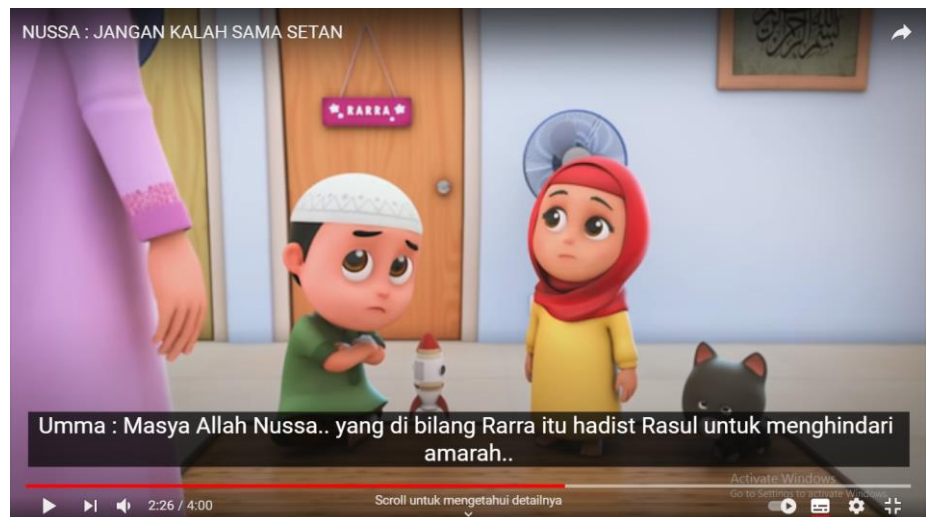 NUSSA : JANGAN KALAH SAMA SETAN
RARRA
Umma : Masya Allah Nussa.. yang di bilang Rarra itu hadist Rasul untuk menghindari
amarah..
Activate Windows
Go to Settings to activate Windows.
2:26 / 4:00
Scroll untuk mengetahui detailnya